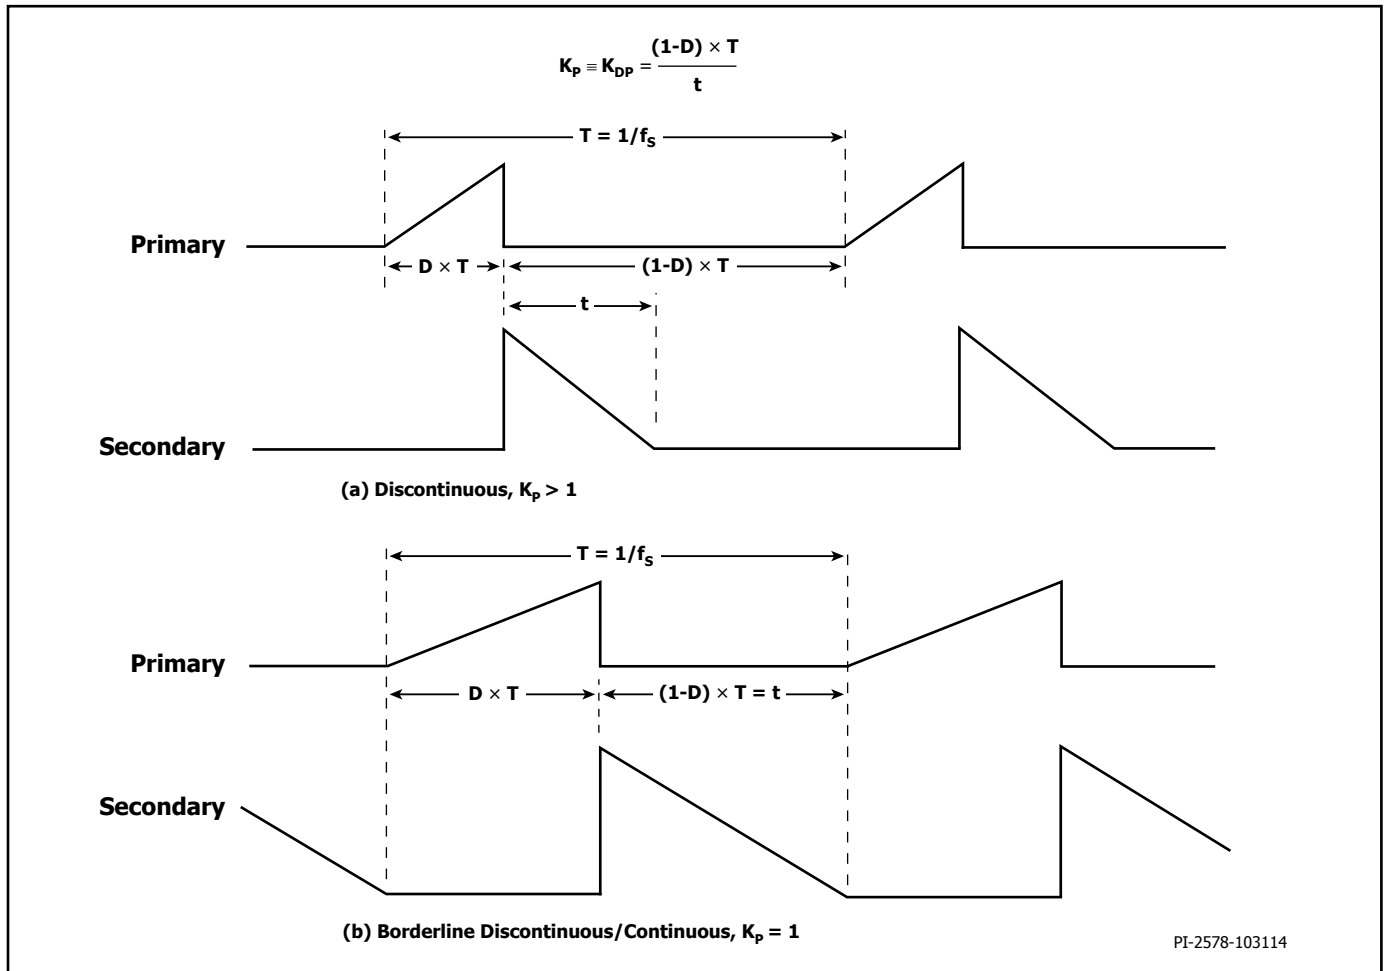 K_P ≡ K_DP = (1-D) × T / t
T = 1/f_S
Primary
D × T
(1-D) × T
t
Secondary
(a) Discontinuous, K_P > 1
T = 1/f_S
Primary
D × T
(1-D) × T = t
Secondary
(b) Borderline Discontinuous/Continuous, K_P = 1
PI-2578-103114